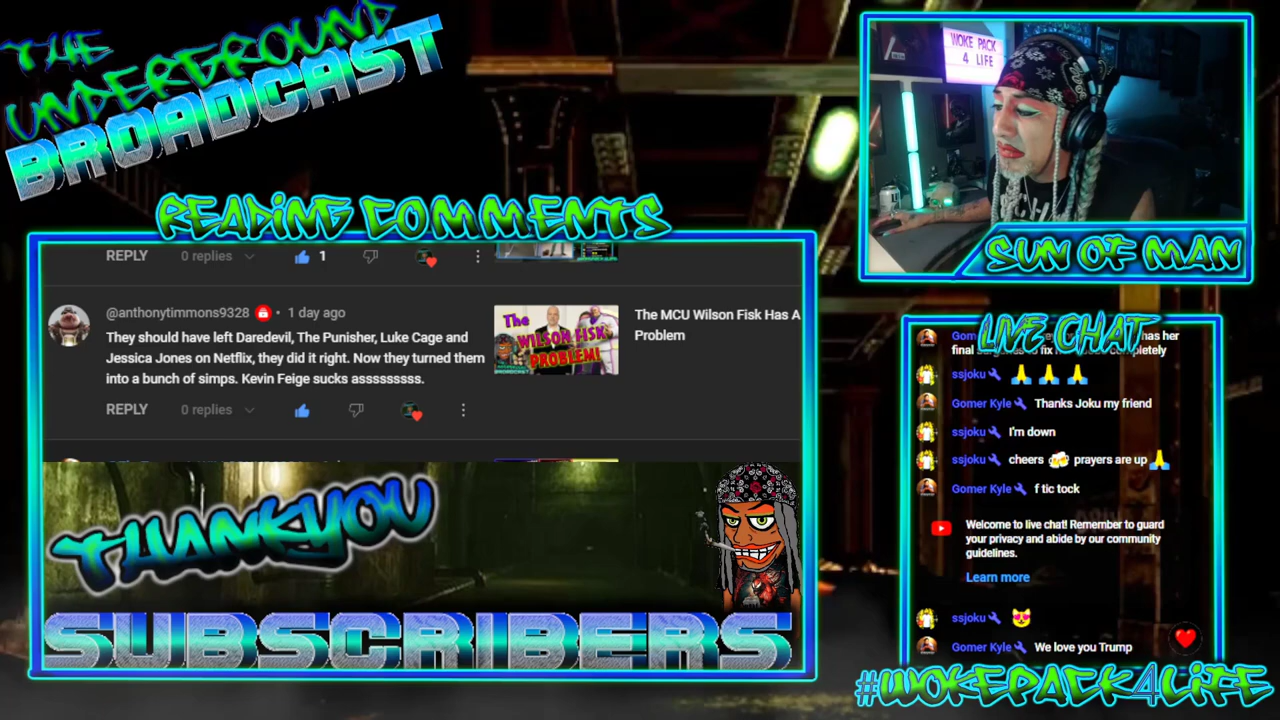 THE
UNDERGROUND
BROADCAST
READING COMMENTS
REPLY 0 replies 1
@anthonytimmons9328 • 1 day ago
They should have left Daredevil, The Punisher, Luke Cage and
Jessica Jones on Netflix, they did it right. Now they turned them
into a bunch of simps. Kevin Feige sucks asssssssss.
REPLY 0 replies
The
WILSON FISK
PROBLEM!
The MCU Wilson Fisk Has A
Problem
THANKYOU
SUBSCRIBERS
WOKE PACK
4 LIFE
SUN OF MAN
LIVE CHAT
has her
final
completely
ssjoku 🙏 🙏 🙏
Gomer Kyle Thanks Joku my friend
ssjoku I'm down
ssjoku cheers 🍻 prayers are up 🙏
Gomer Kyle f tic tock
Welcome to live chat! Remember to guard
your privacy and abide by our community
guidelines.
Learn more
ssjoku 😻
Gomer Kyle We love you Trump
#WOKEPACK4LIFE